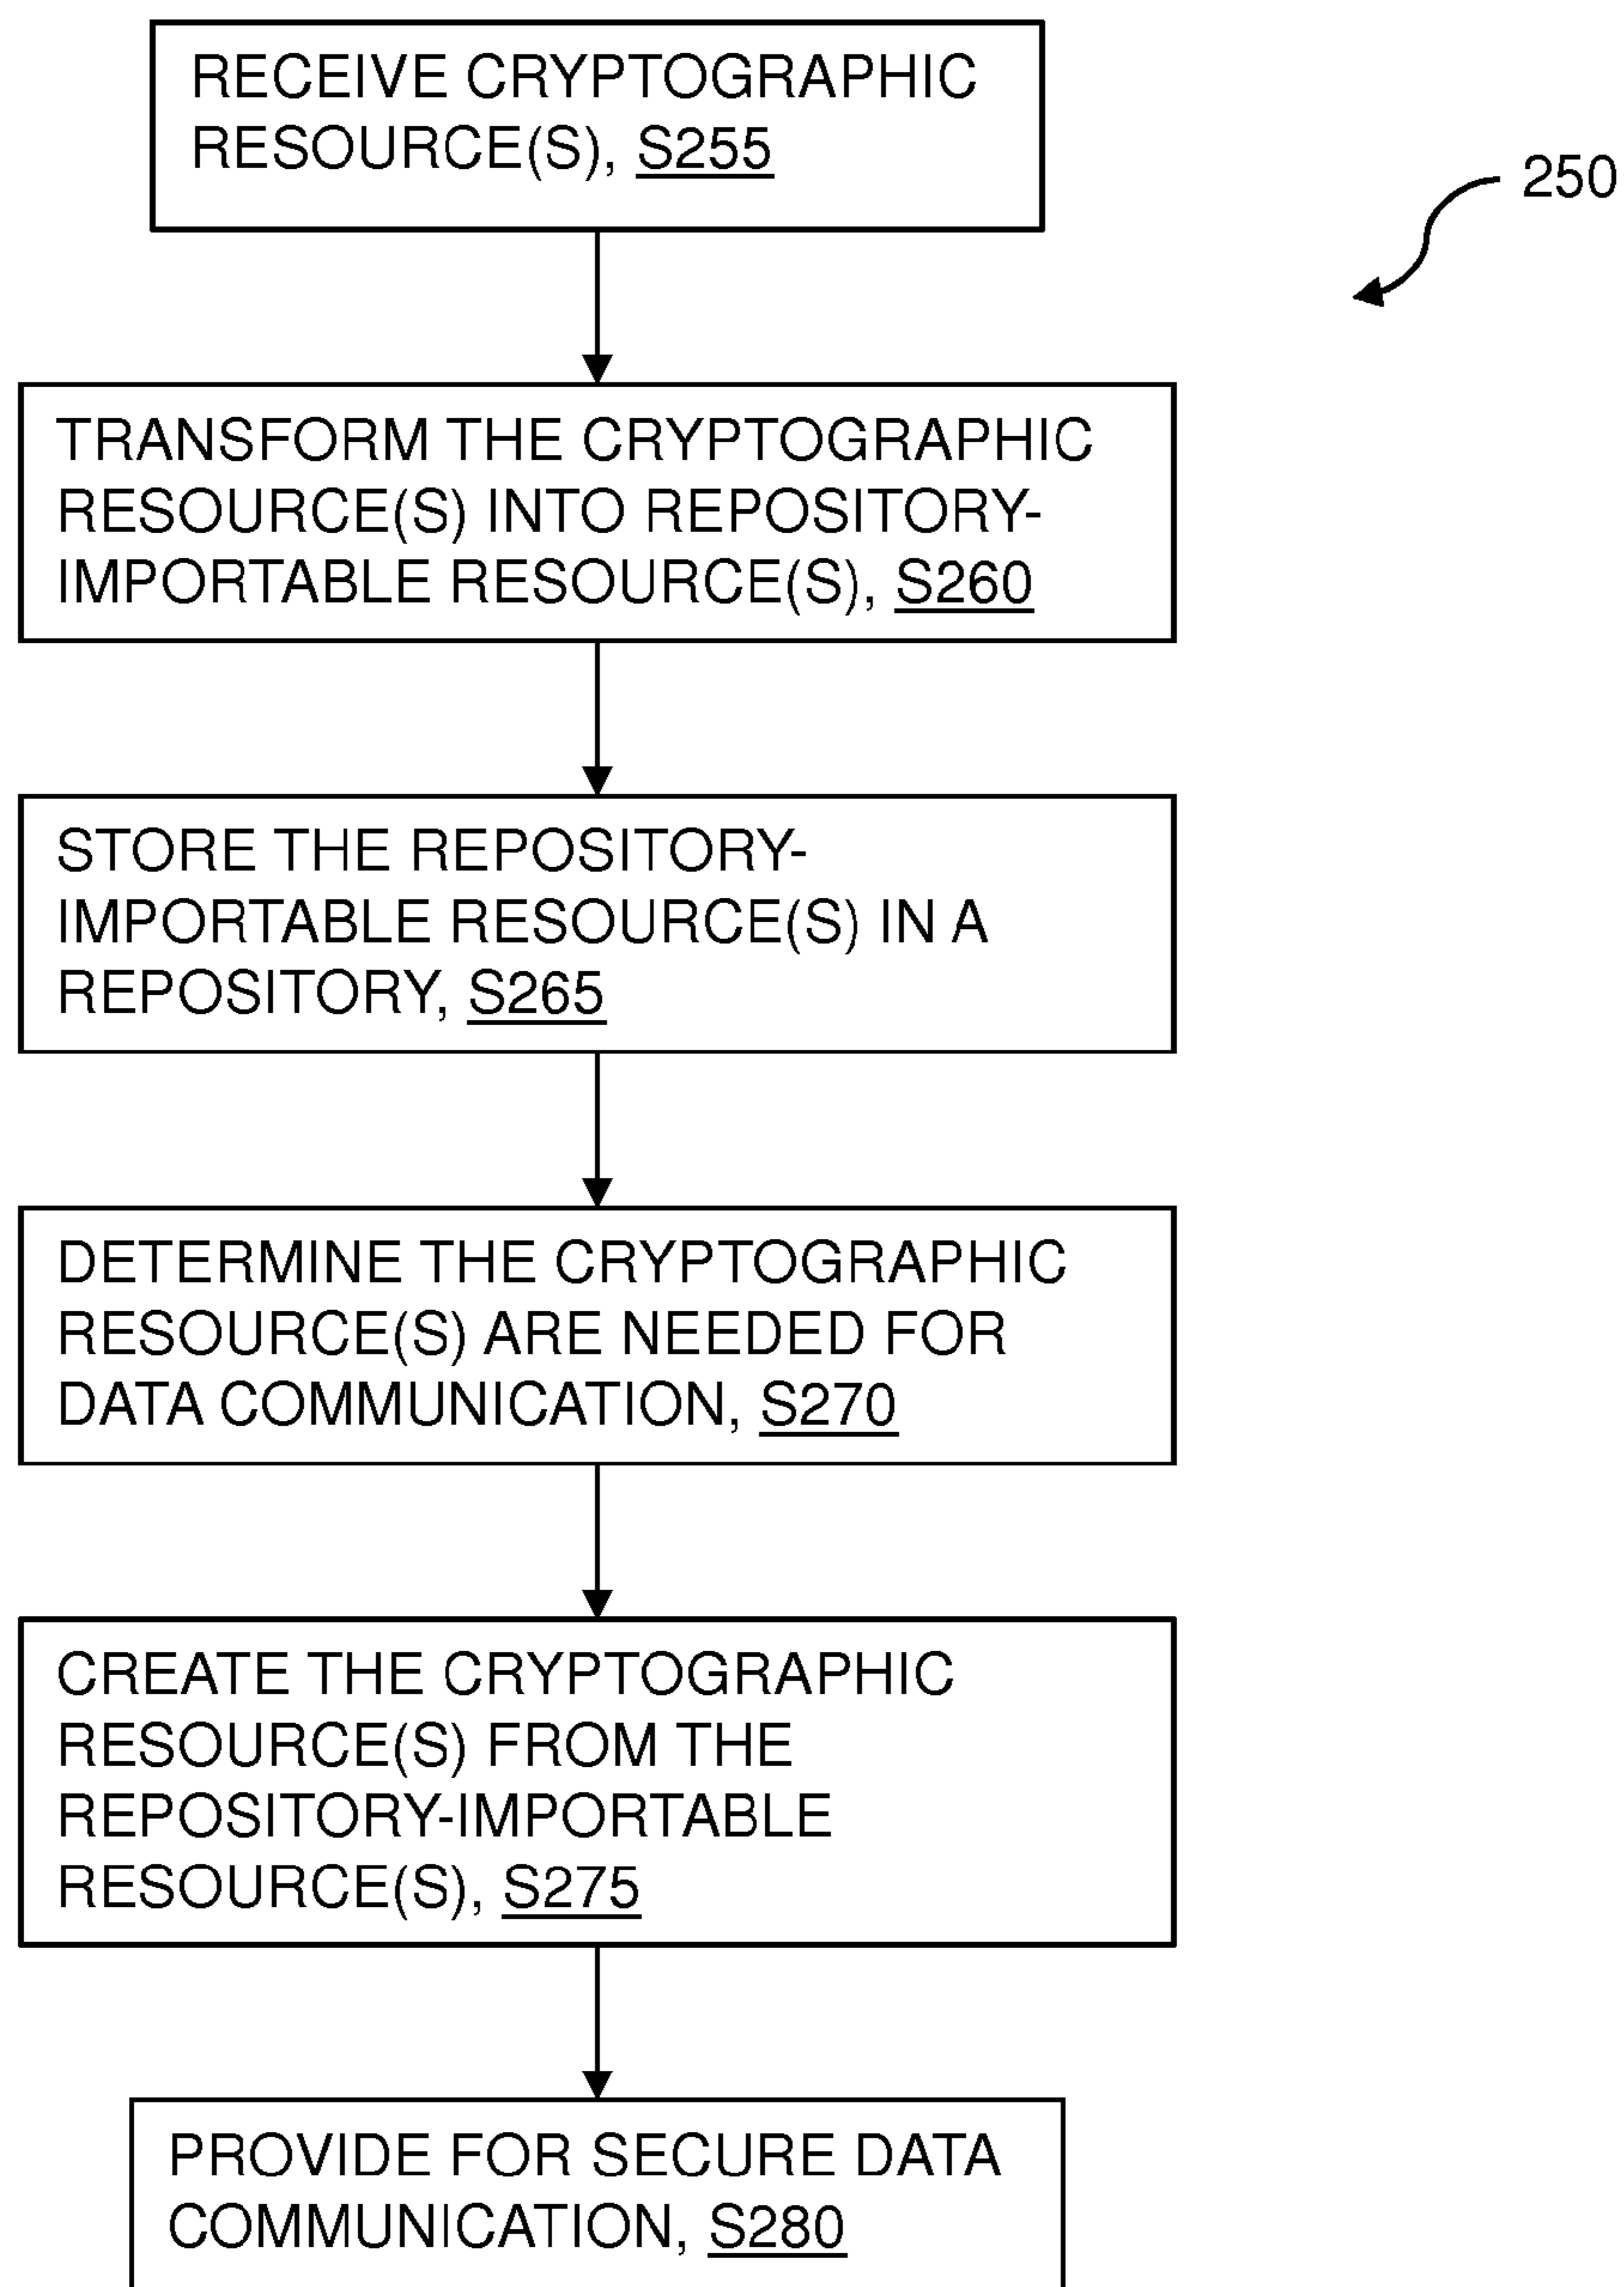 RECEIVE CRYPTOGRAPHIC
RESOURCE(S), S255
250
TRANSFORM THE CRYPTOGRAPHIC
RESOURCE(S) INTO REPOSITORY-
IMPORTABLE RESOURCE(S), S260
STORE THE REPOSITORY-
IMPORTABLE RESOURCE(S) IN A
REPOSITORY, S265
DETERMINE THE CRYPTOGRAPHIC
RESOURCE(S) ARE NEEDED FOR
DATA COMMUNICATION, S270
CREATE THE CRYPTOGRAPHIC
RESOURCE(S) FROM THE
REPOSITORY-IMPORTABLE
RESOURCE(S), S275
PROVIDE FOR SECURE DATA
COMMUNICATION, S280